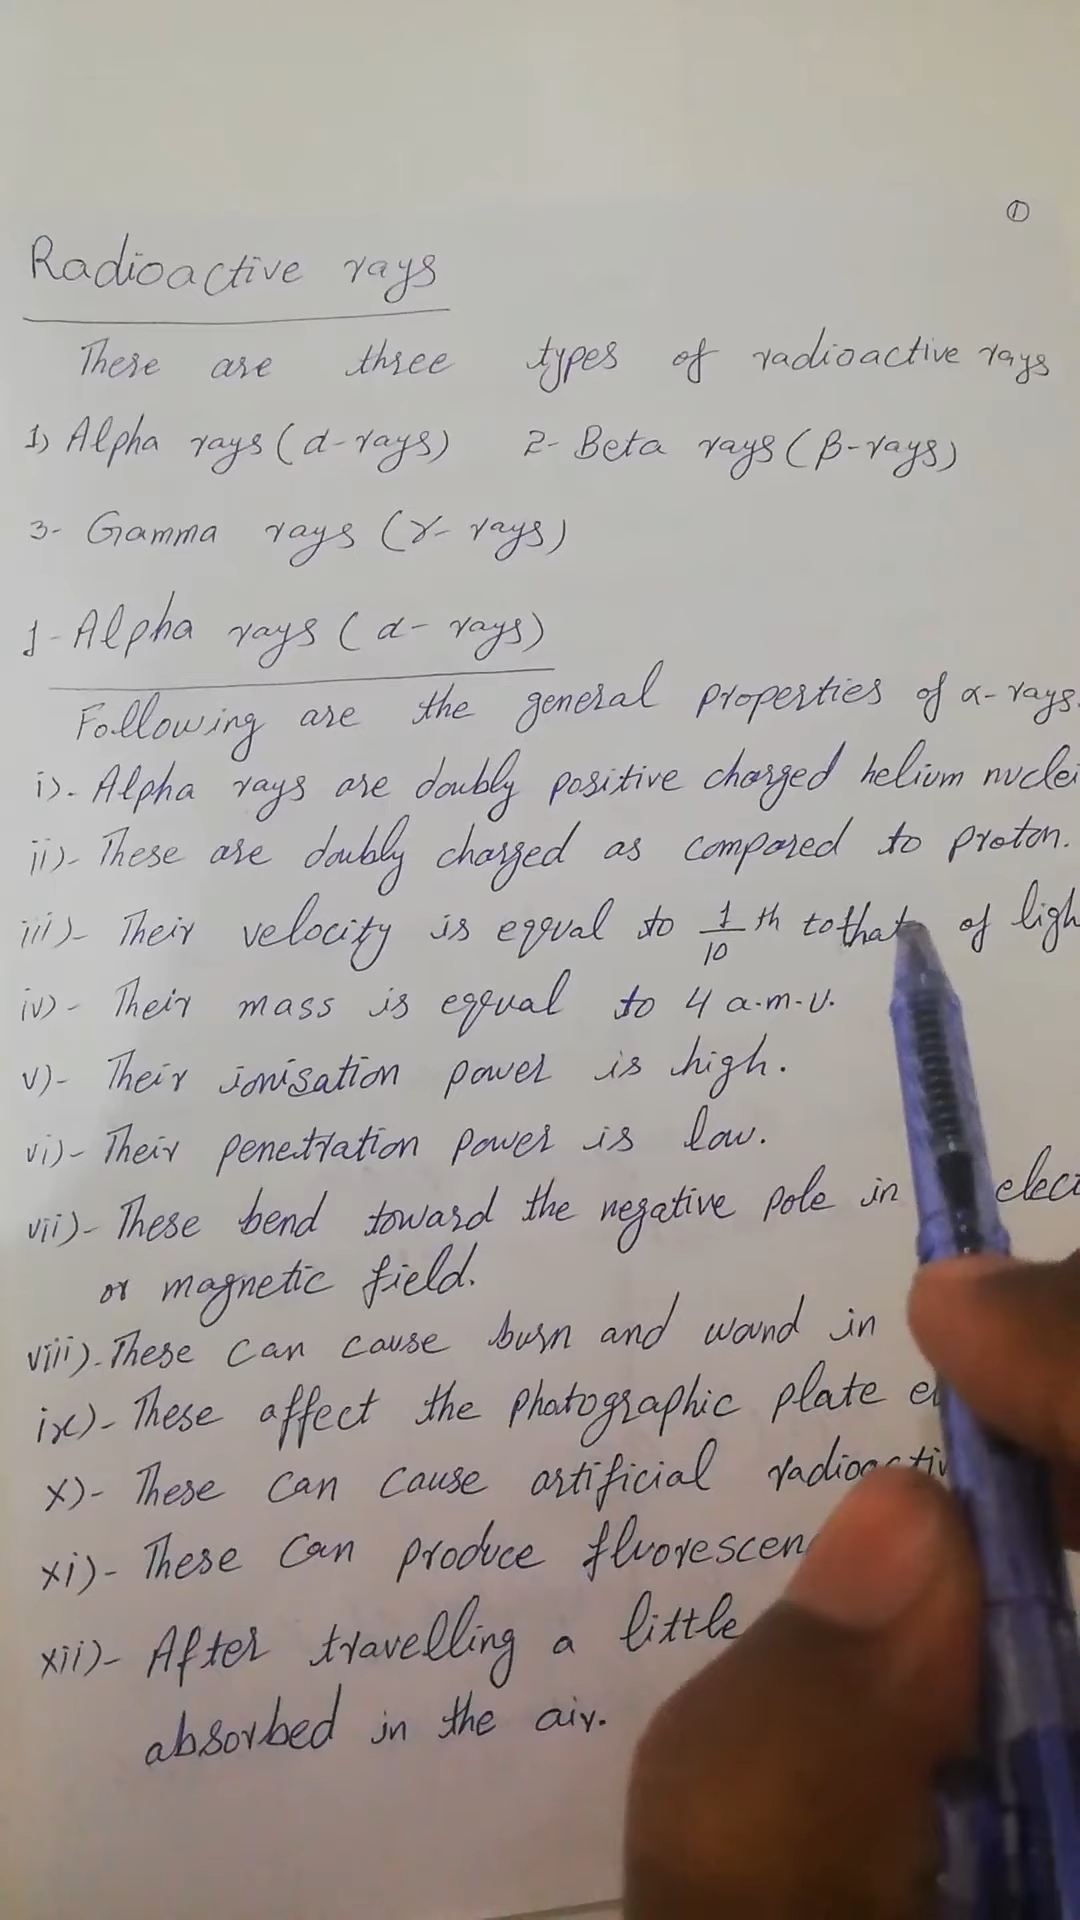 ①
Radioactive rays
There are three types of radioactive rays
1) Alpha rays (α-rays) 2- Beta rays (β-rays)
3- Gamma rays (γ- rays)
1- Alpha rays (α- rays)
Following are the general properties of α-rays.
i)- Alpha rays are doubly positive charged helium nuclei
ii)- These are doubly charged as compared to proton.
iii)- Their velocity is equal to 1/10 th to that of ligh
iv)- Their mass is equal to 4 a.m.u.
v)- Their ionisation power is high.
vi)- Their penetration power is low.
vii)- These bend toward the negative pole in elect
or magnetic field.
viii)- These can cause burn and wound in
ix)- These affect the photographic plate
x)- These can cause artificial radioactiv
xi)- These can produce fluorescen
xii)- After travelling a little
absorbed in the air.